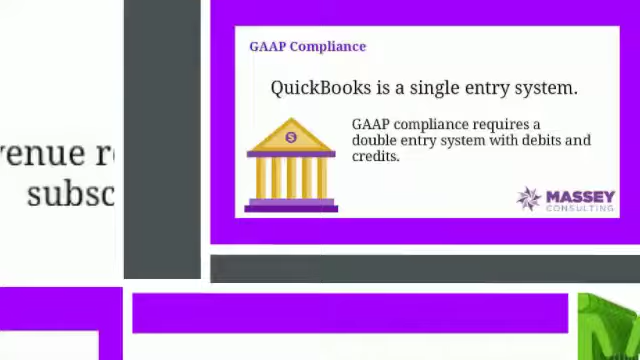 GAAP Compliance
QuickBooks is a single entry system.
GAAP compliance requires a
double entry system with debits and
credits.
$
MASSEY
CONSULTING